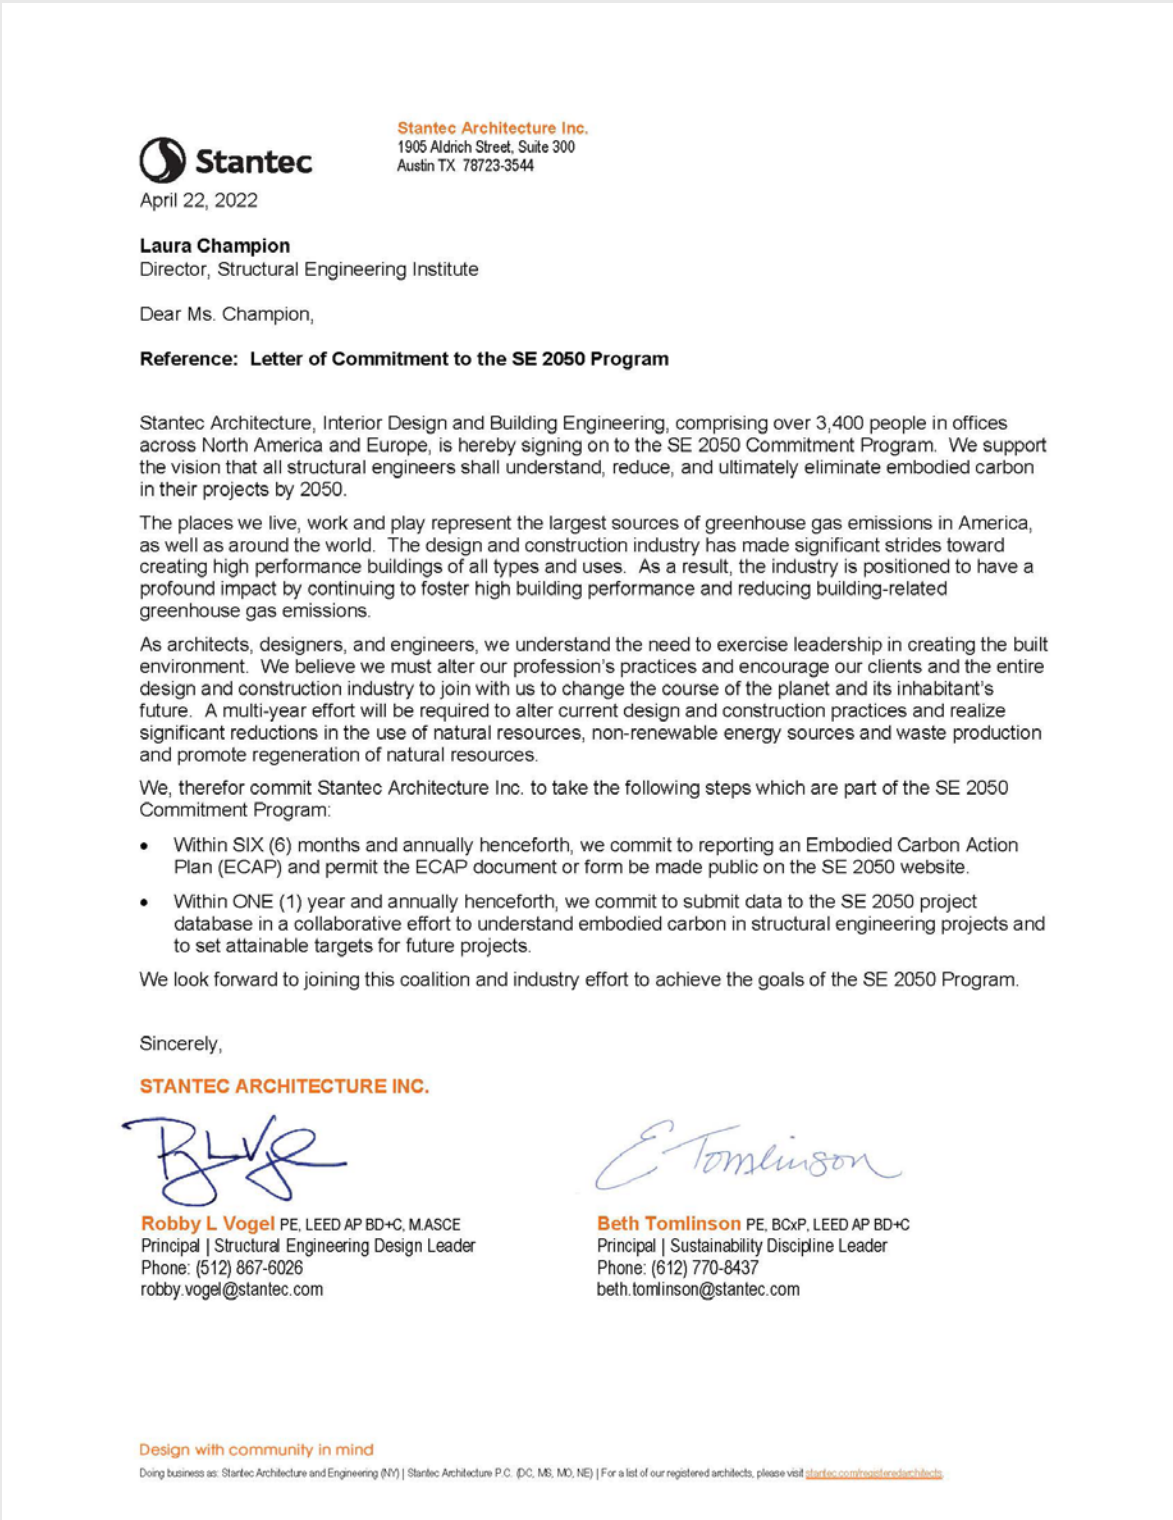 Stantec Architecture Inc.
1905 Aldrich Street, Suite 300
Austin TX  78723-3544
Stantec
April 22, 2022
Laura Champion
Director, Structural Engineering Institute
Dear Ms. Champion,
Reference:  Letter of Commitment to the SE 2050 Program
Stantec Architecture, Interior Design and Building Engineering, comprising over 3,400 people in offices
across North America and Europe, is hereby signing on to the SE 2050 Commitment Program.  We support
the vision that all structural engineers shall understand, reduce, and ultimately eliminate embodied carbon
in their projects by 2050.
The places we live, work and play represent the largest sources of greenhouse gas emissions in America,
as well as around the world.  The design and construction industry has made significant strides toward
creating high performance buildings of all types and uses.  As a result, the industry is positioned to have a
profound impact by continuing to foster high building performance and reducing building-related
greenhouse gas emissions.
As architects, designers, and engineers, we understand the need to exercise leadership in creating the built
environment.  We believe we must alter our profession's practices and encourage our clients and the entire
design and construction industry to join with us to change the course of the planet and its inhabitant's
future.  A multi-year effort will be required to alter current design and construction practices and realize
significant reductions in the use of natural resources, non-renewable energy sources and waste production
and promote regeneration of natural resources.
We, therefor commit Stantec Architecture Inc. to take the following steps which are part of the SE 2050
Commitment Program:
• Within SIX (6) months and annually henceforth, we commit to reporting an Embodied Carbon Action
Plan (ECAP) and permit the ECAP document or form be made public on the SE 2050 website.
• Within ONE (1) year and annually henceforth, we commit to submit data to the SE 2050 project
database in a collaborative effort to understand embodied carbon in structural engineering projects and
to set attainable targets for future projects.
We look forward to joining this coalition and industry effort to achieve the goals of the SE 2050 Program.
Sincerely,
STANTEC ARCHITECTURE INC.
E Tomlinson
Robby L Vogel PE, LEED AP BD+C, M.ASCE
Principal | Structural Engineering Design Leader
Phone: (512) 867-6026
robby.vogel@stantec.com
Beth Tomlinson PE, BCxP, LEED AP BD+C
Principal | Sustainability Discipline Leader
Phone: (612) 770-8437
beth.tomlinson@stantec.com
Design with community in mind
Doing business as: Stantec Architecture and Engineering (NY) | Stantec Architecture P.C. (DC, MS, MO, NE) | For a list of our registered architects, please visit stantec.com/registeredarchitects.